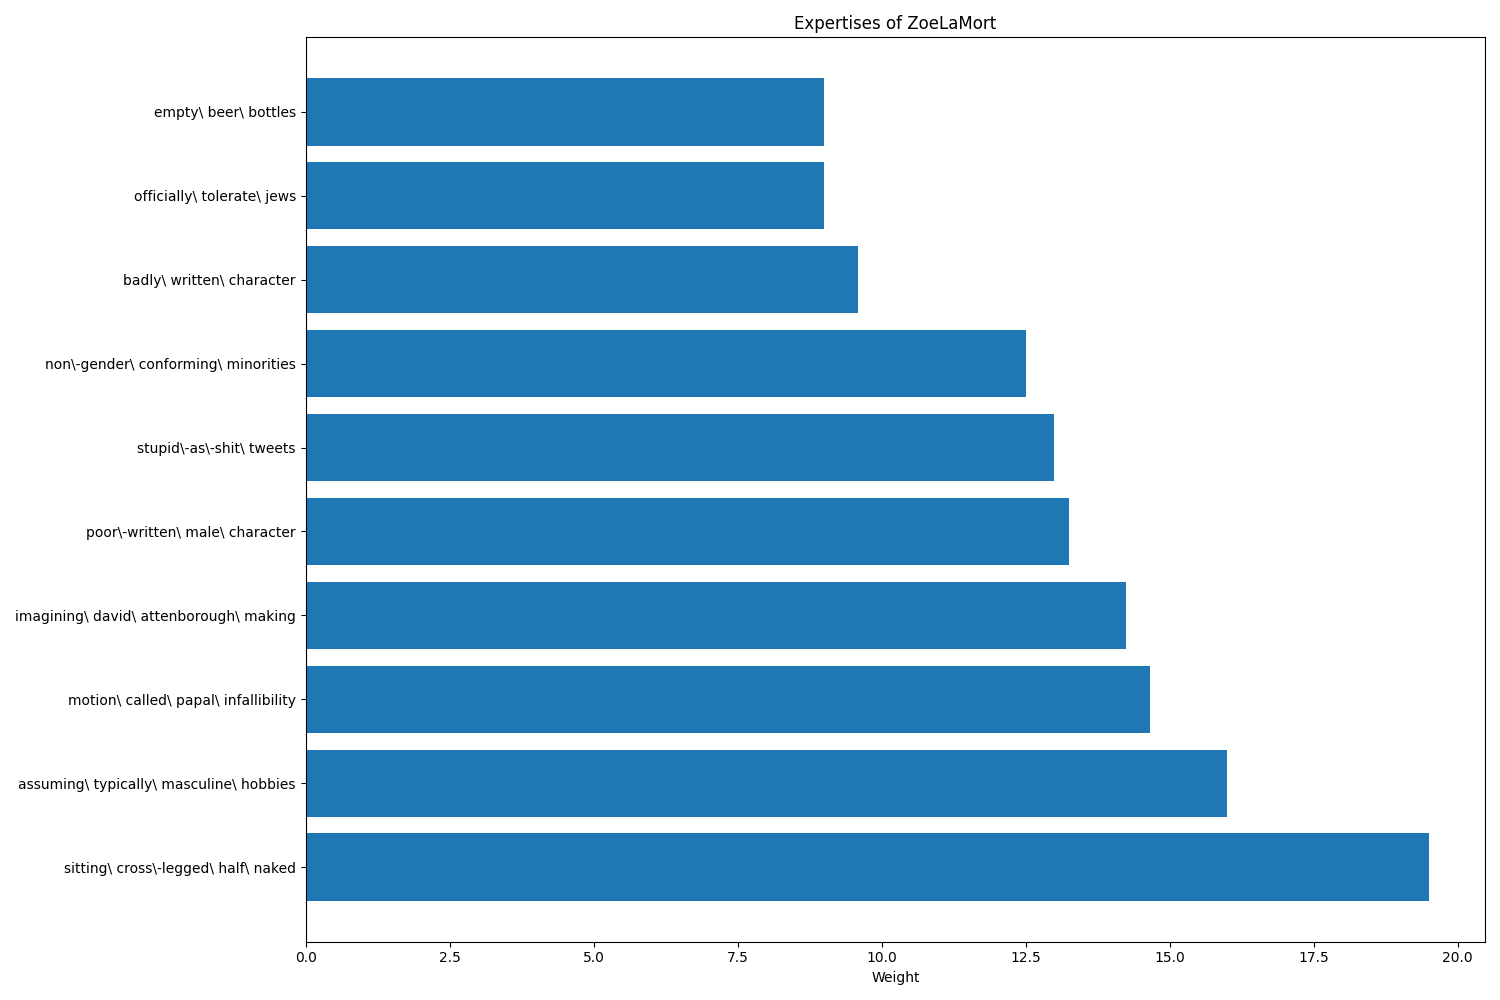 Expertises of ZoeLaMort
empty\ beer\ bottles
officially\ tolerate\ jews
badly\ written\ character
non\-gender\ conforming\ minorities
stupid\-as\-shit\ tweets
poor\-written\ male\ character
imagining\ david\ attenborough\ making
motion\ called\ papal\ infallibility
assuming\ typically\ masculine\ hobbies
sitting\ cross\-legged\ half\ naked
0.0 2.5 5.0 7.5 10.0 12.5 15.0 17.5 20.0
Weight